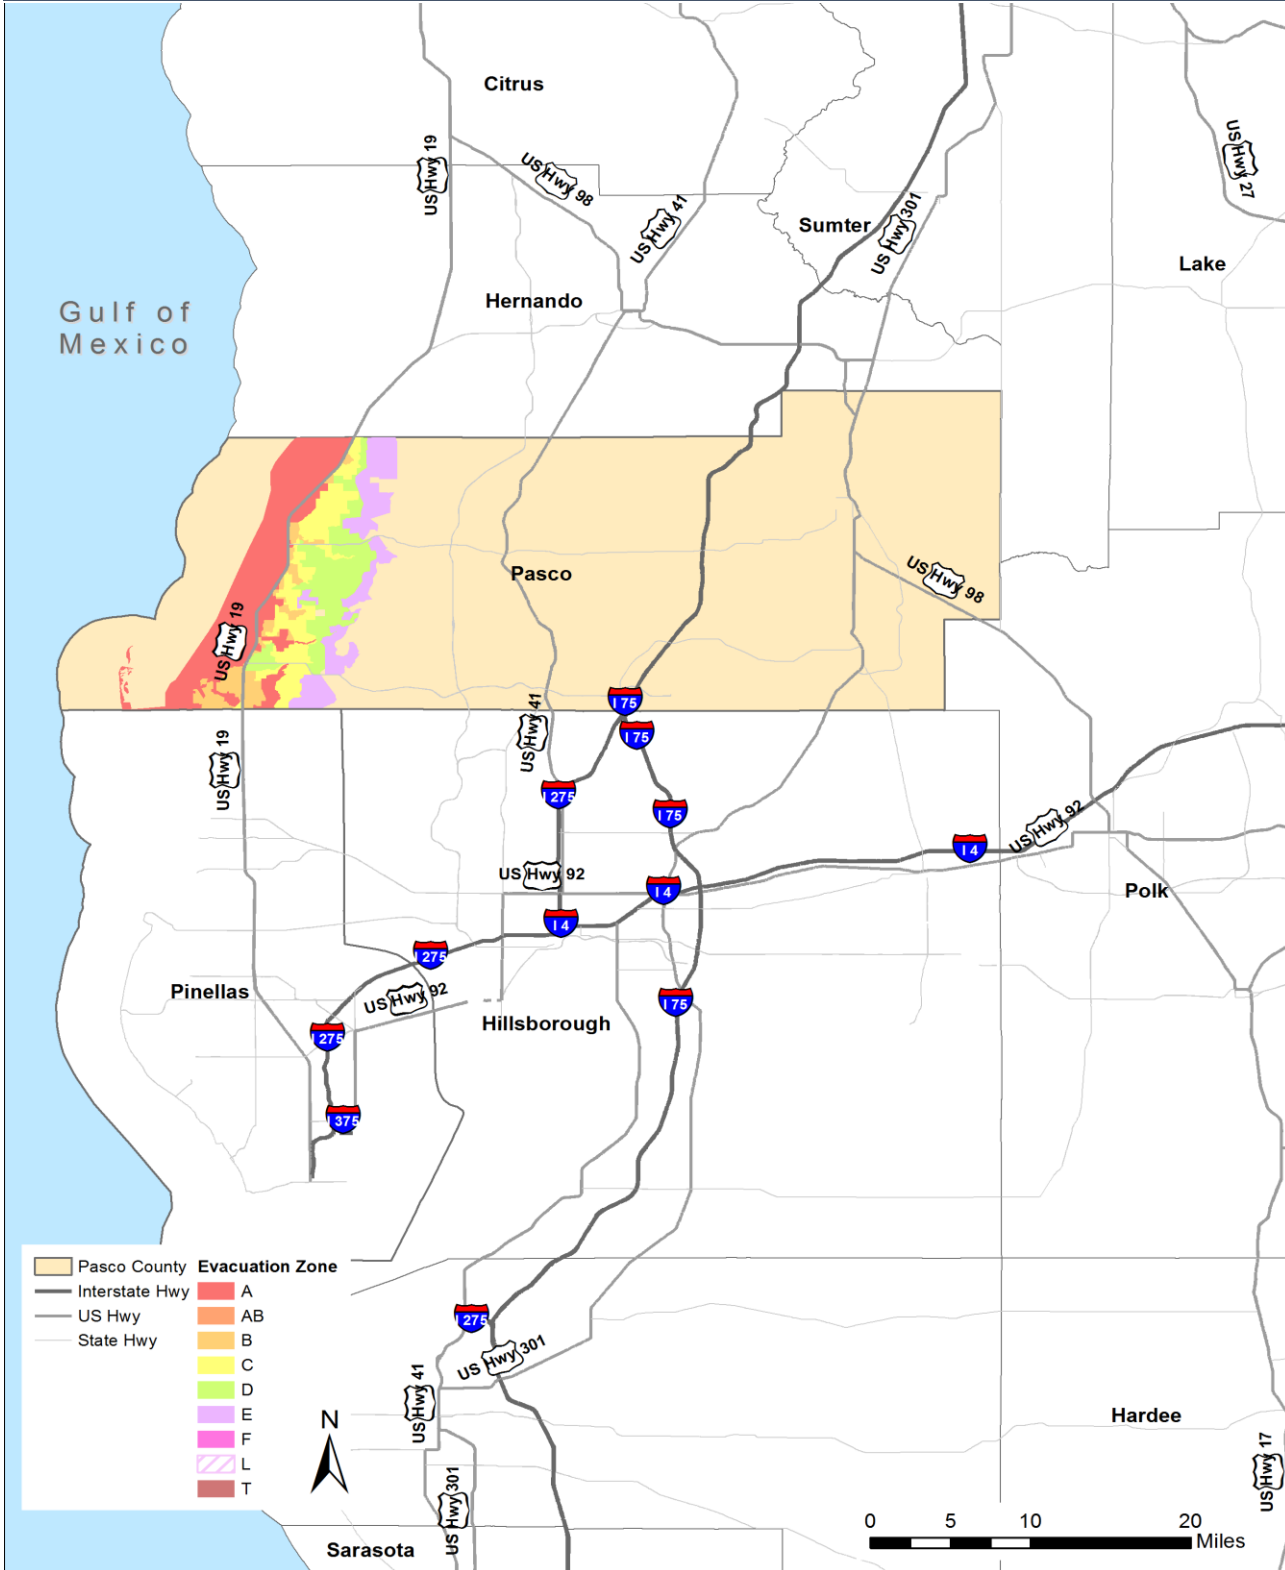 Citrus
US Hwy 19
US Hwy 98
US Hwy 41
Sumter
US Hwy 301
US Hwy 27
Lake
Gulf of
Mexico
Hernando
Pasco
US Hwy 98
US Hwy 19
I 75
US Hwy 41
I 75
US Hwy 19
I 275
I 75
US Hwy 92
I 4
US Hwy 92
I 4
Polk
I 4
I 275
Pinellas
US Hwy 92
I 75
Hillsborough
I 275
I 375
Pasco County
Interstate Hwy
US Hwy
State Hwy
Evacuation Zone
A
AB
B
C
D
E
F
L
T
N
I 275
US Hwy 301
US Hwy 41
Hardee
US Hwy 17
US Hwy 301
0 5 10 20
Miles
Sarasota